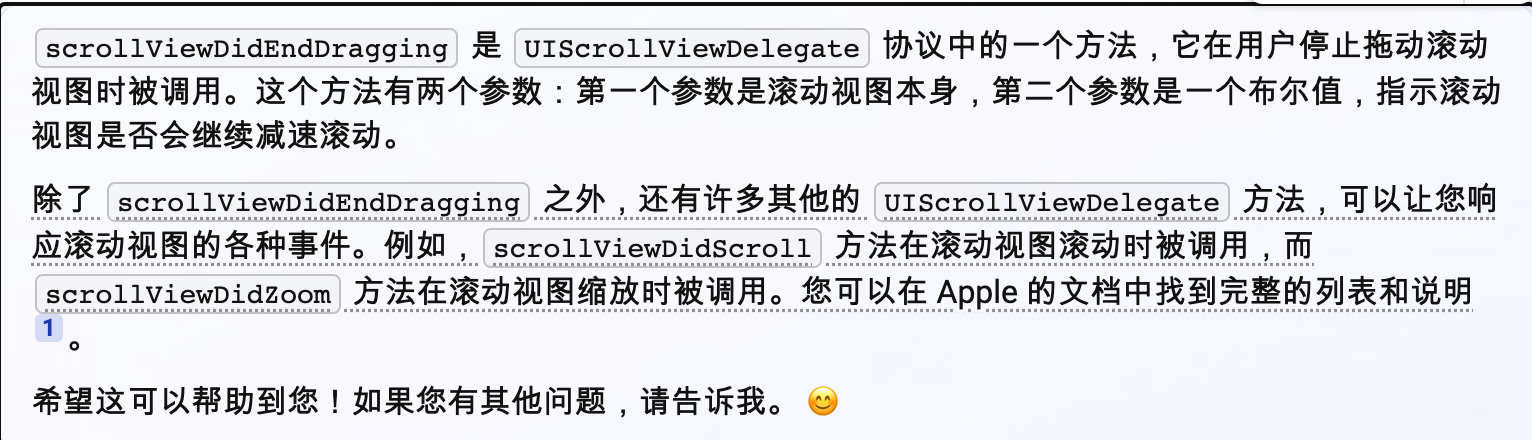 scrollViewDidEndDragging 是 UIScrollViewDelegate 协议中的一个方法，它在用户停止拖动滚动
视图时被调用。这个方法有两个参数：第一个参数是滚动视图本身，第二个参数是一个布尔值，指示滚动
视图是否会继续减速滚动。
除了 scrollViewDidEndDragging 之外，还有许多其他的 UIScrollViewDelegate 方法，可以让您响
应滚动视图的各种事件。例如，scrollViewDidScroll 方法在滚动视图滚动时被调用，而
scrollViewDidZoom 方法在滚动视图缩放时被调用。您可以在 Apple 的文档中找到完整的列表和说明
1 。
希望这可以帮助到您！如果您有其他问题，请告诉我。 😊